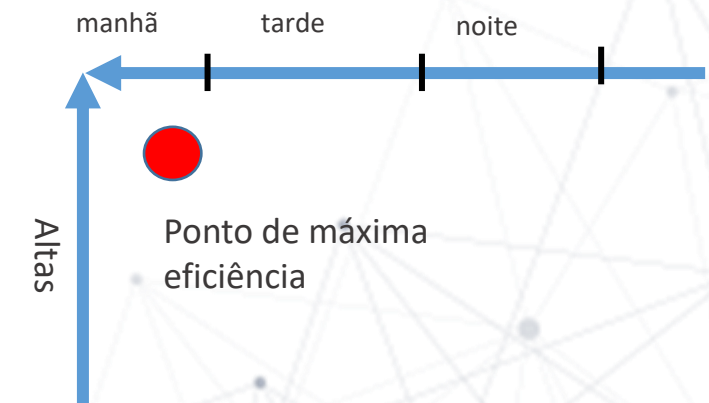 manhã
tarde
noite
Ponto de máxima
eficiência
Altas